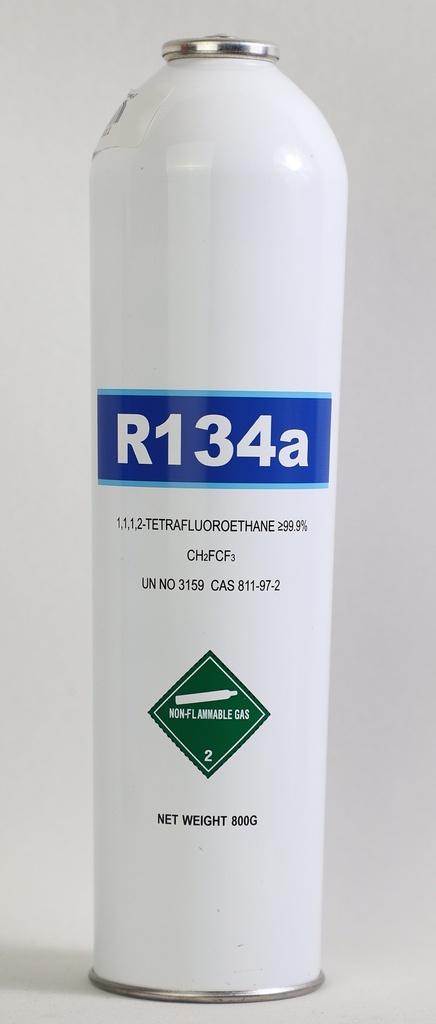 R134a
1,1,1,2-TETRAFLUOROETHANE ≥99.9%
CH₂FCF₃
UN NO 3159 CAS 811-97-2
NON-FLAMMABLE GAS
2
NET WEIGHT 800G